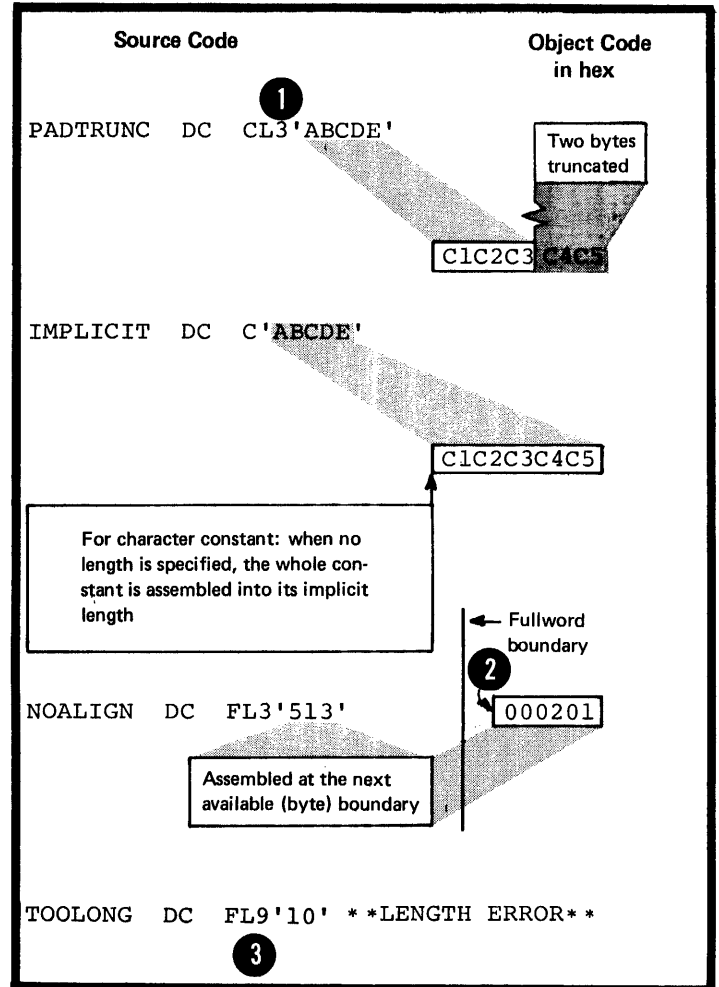 Source Code
Object Code
in hex
1
PADTRUNC DC CL3'ABCDE'
Two bytes
truncated
C1C2C3 C4C5
IMPLICIT DC C'ABCDE'
C1C2C3C4C5
For character constant: when no
length is specified, the whole con-
stant is assembled into its implicit
length
Fullword
boundary
2
NOALIGN DC FL3'513'
000201
Assembled at the next
available (byte) boundary
TOOLONG DC FL9'10' **LENGTH ERROR**
3